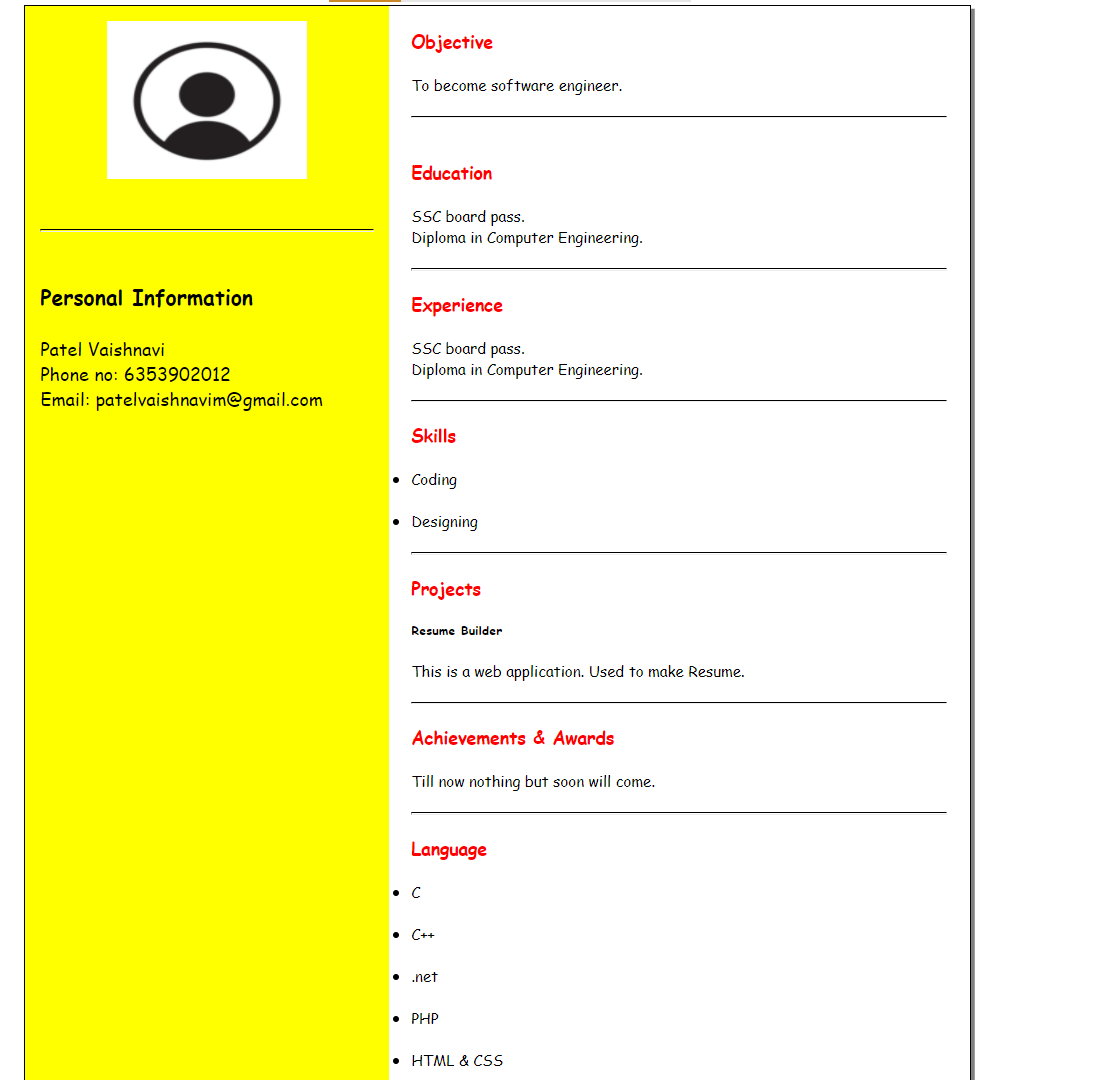 Personal Information
Patel Vaishnavi
Phone no: 6353902012
Email: patelvaishnavim@gmail.com
Objective
To become software engineer.
Education
SSC board pass.
Diploma in Computer Engineering.
Experience
SSC board pass.
Diploma in Computer Engineering.
Skills
Coding
Designing
Projects
Resume Builder
This is a web application. Used to make Resume.
Achievements & Awards
Till now nothing but soon will come.
Language
C
C++
.net
PHP
HTML & CSS